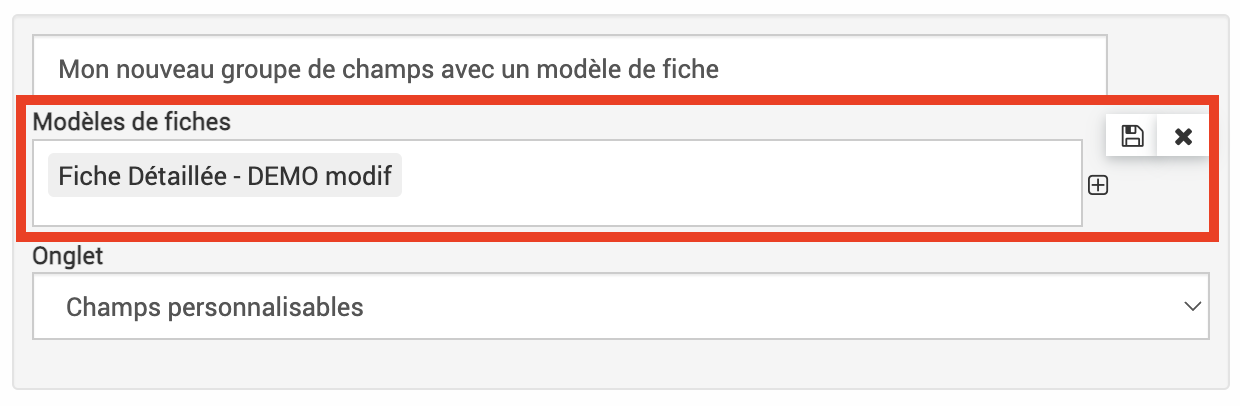 Mon nouveau groupe de champs avec un modèle de fiche
Modèles de fiches
Fiche Détaillée - DEMO modif
Onglet
Champs personnalisables